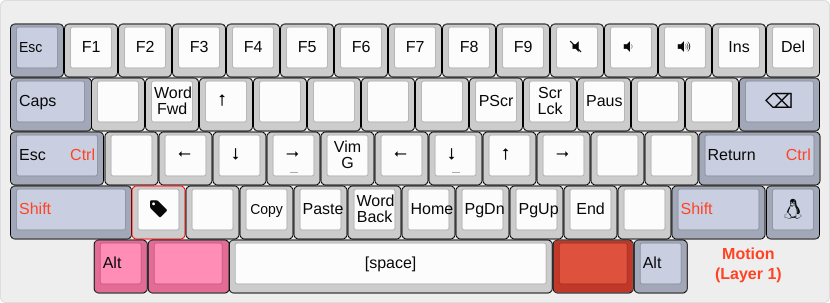 Esc F1 F2 F3 F4 F5 F6 F7 F8 F9 Ins Del
Caps Word Fwd ↑ PScr Scr Lck Paus ⌫
Esc Ctrl ← ↓ → _ Vim G ← ↓ _ ↑ → Return Ctrl
Shift Copy Paste Word Back Home PgDn PgUp End Shift
Alt [space] Alt
Motion
(Layer 1)